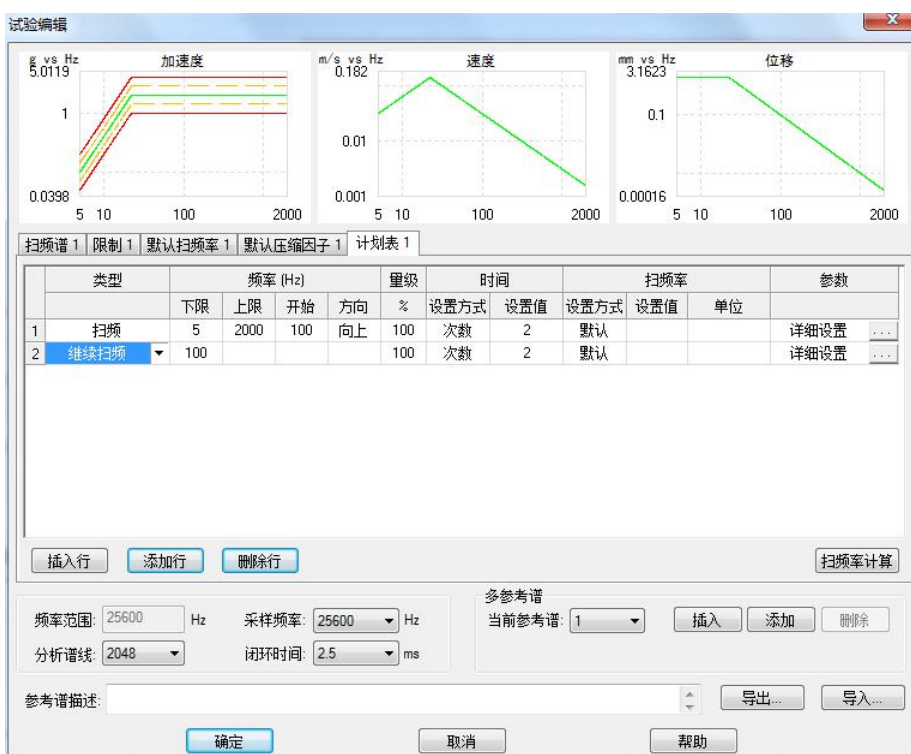 试验编辑
g vs Hz 加速度 m/s vs Hz 速度 mm vs Hz 位移
5.0119 0.182 3.1623
1 0.01 0.1
0.0398 0.001 0.00016
5 10 100 2000 5 10 100 2000 5 10 100 2000
扫频谱 1 限制 1 默认扫频率 1 默认压缩因子 1 计划表 1
类型 频率 (Hz) 量级 时间 扫频率 参数
下限 上限 开始 方向 % 设置方式 设置值 设置方式 设置值 单位
1 扫频 5 2000 100 向上 100 次数 2 默认 详细设置 ...
2 继续扫频 100 100 次数 2 默认 详细设置 ...
插入行 添加行 删除行 扫频率计算
多参考谱
频率范围: 25600 Hz 采样频率: 25600 Hz 当前参考谱: 1 插入 添加 删除
分析谱线: 2048 闭环时间: 2.5 ms
参考谱描述: 导出... 导入...
确定 取消 帮助